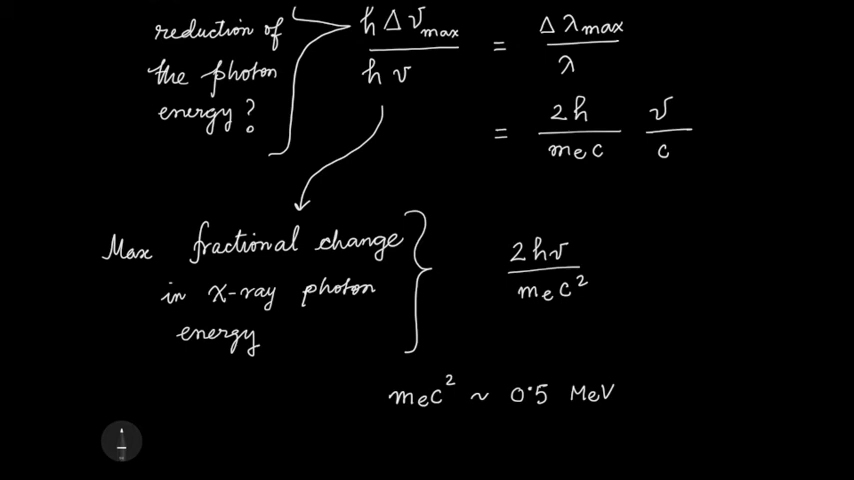 reduction of
the photon
energy?
h Δν_max / h ν = Δλ_max / λ
= 2h / m_e c  ν / c
Max fractional change
in X-ray photon
energy
2hν / m_e c²
m_e c² ~ 0.5 MeV